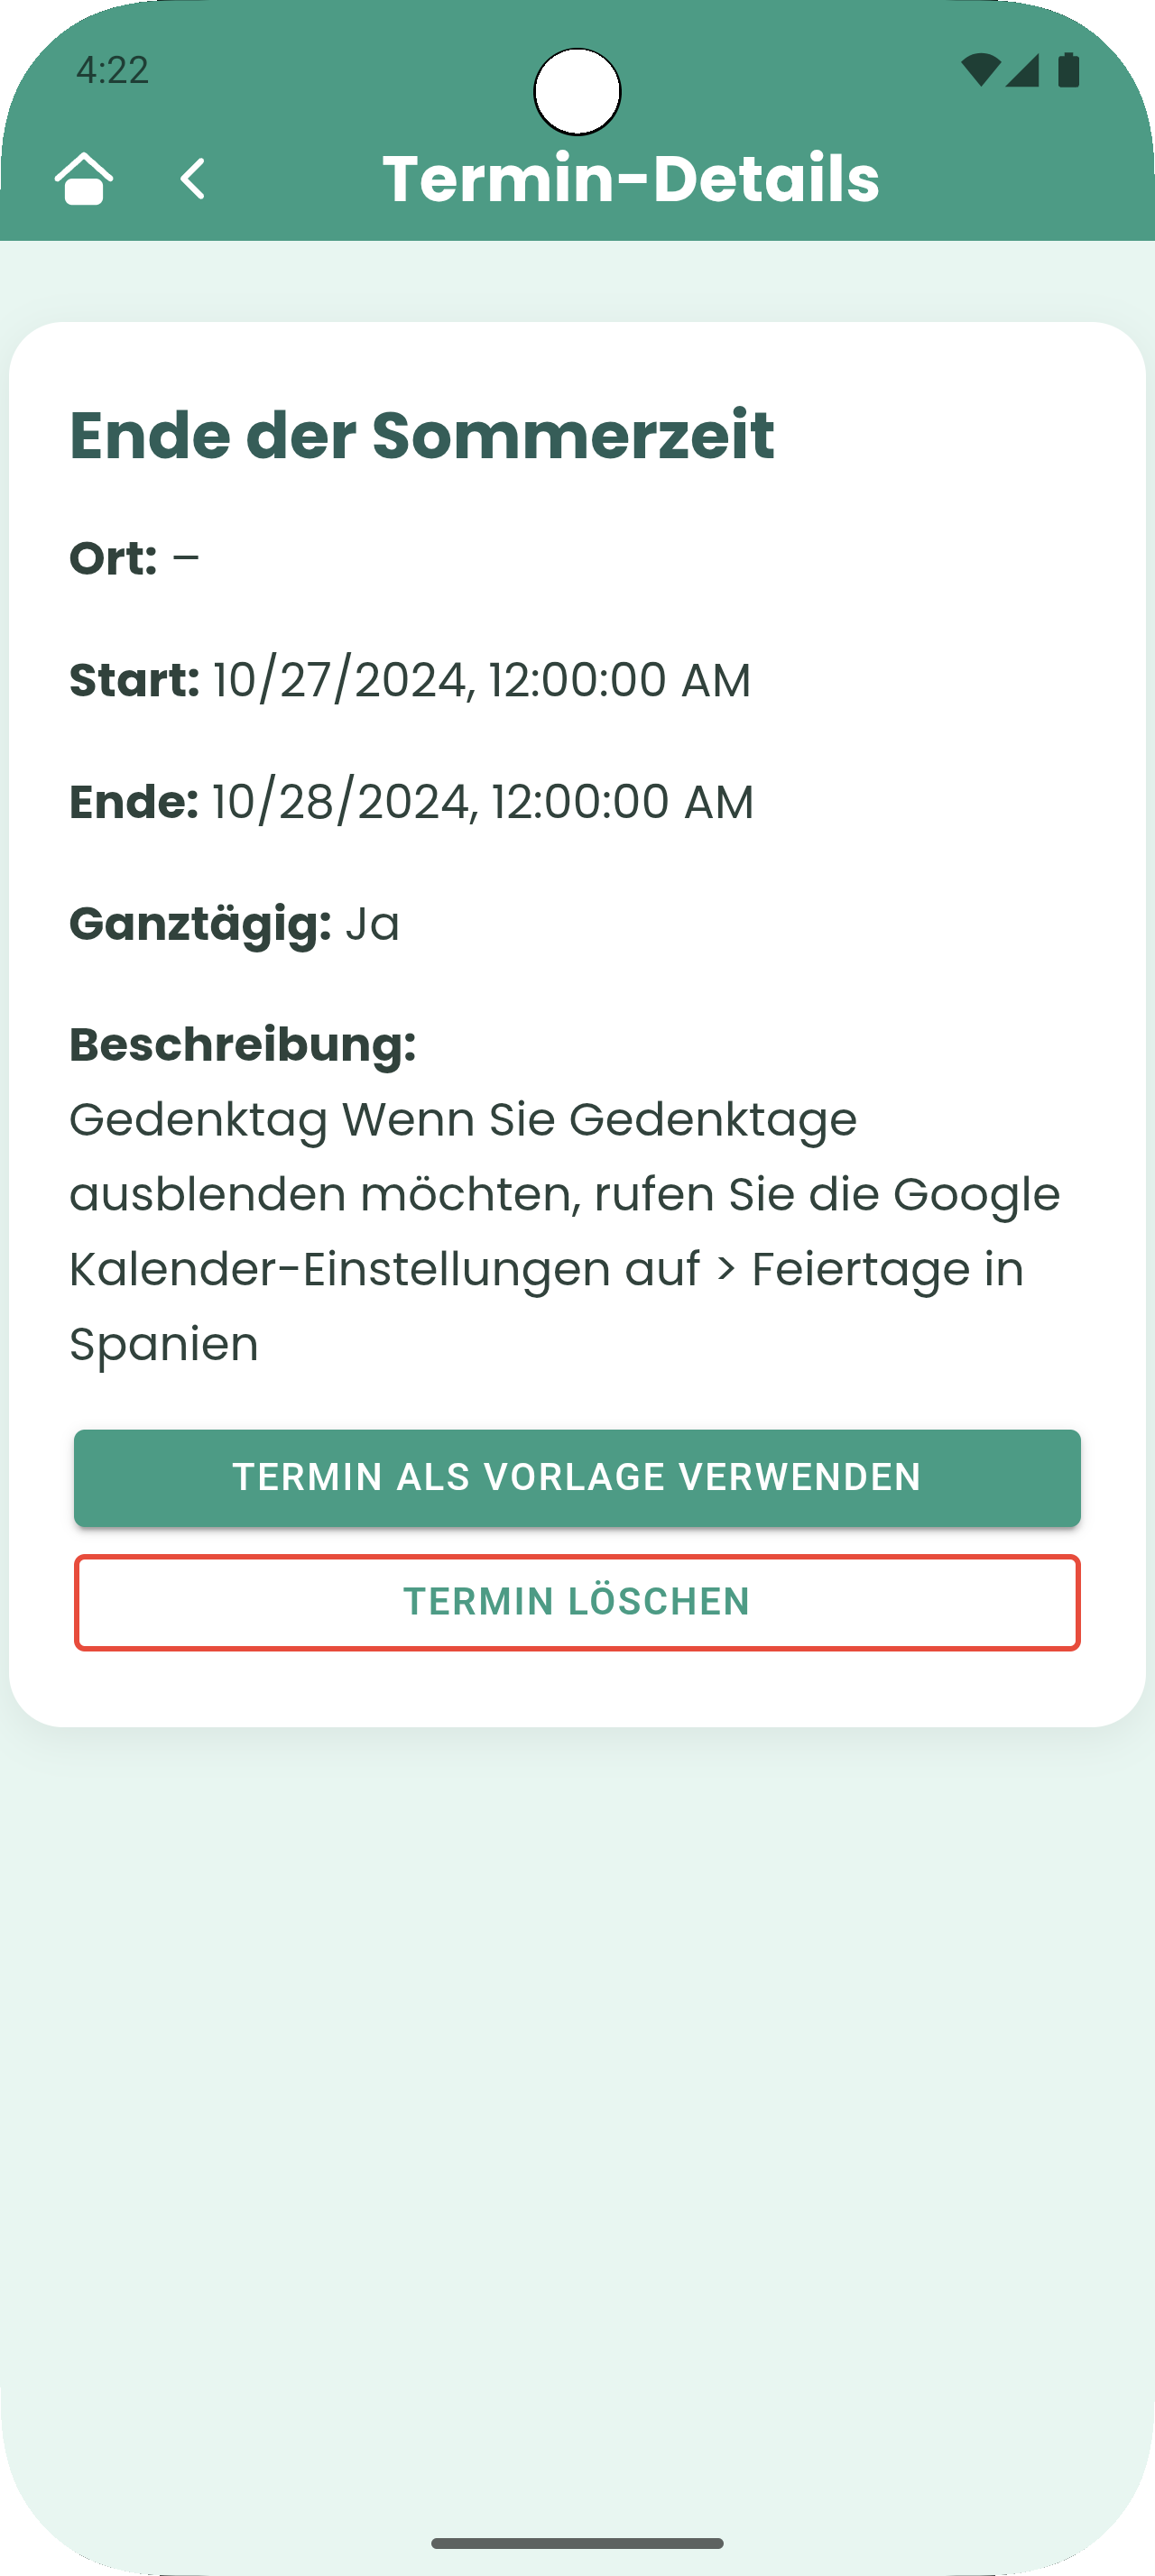 4:22
Termin-Details
Ende der Sommerzeit
Ort: –
Start: 10/27/2024, 12:00:00 AM
Ende: 10/28/2024, 12:00:00 AM
Ganztägig: Ja
Beschreibung:
Gedenktag Wenn Sie Gedenktage
ausblenden möchten, rufen Sie die Google
Kalender-Einstellungen auf > Feiertage in
Spanien
TERMIN ALS VORLAGE VERWENDEN
TERMIN LÖSCHEN